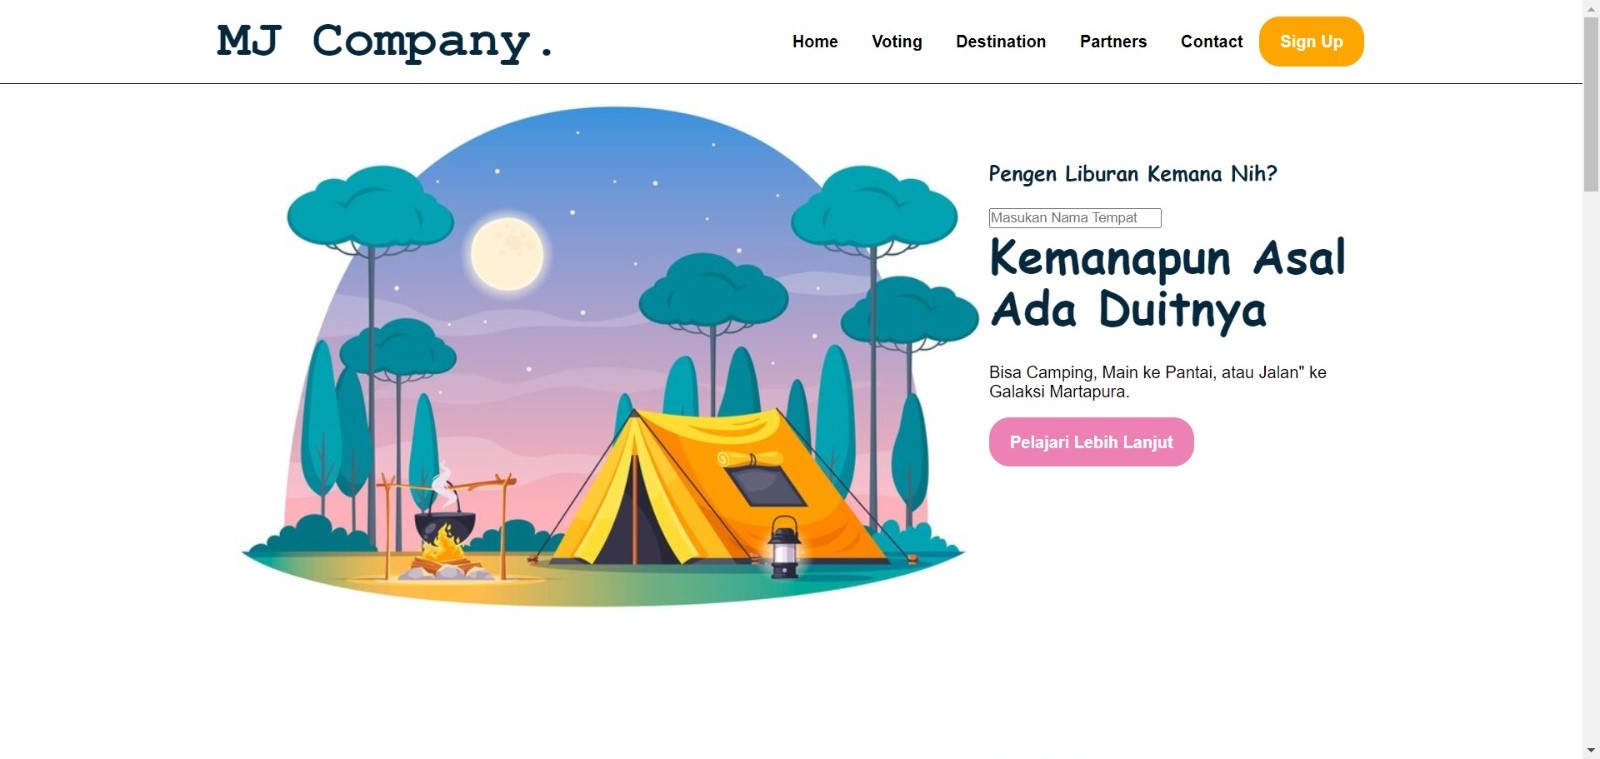 MJ Company.
Home
Voting
Destination
Partners
Contact
Sign Up
Pengen Liburan Kemana Nih?
Masukan Nama Tempat
Kemanapun Asal
Ada Duitnya
Bisa Camping, Main ke Pantai, atau Jalan" ke
Galaksi Martapura.
Pelajari Lebih Lanjut